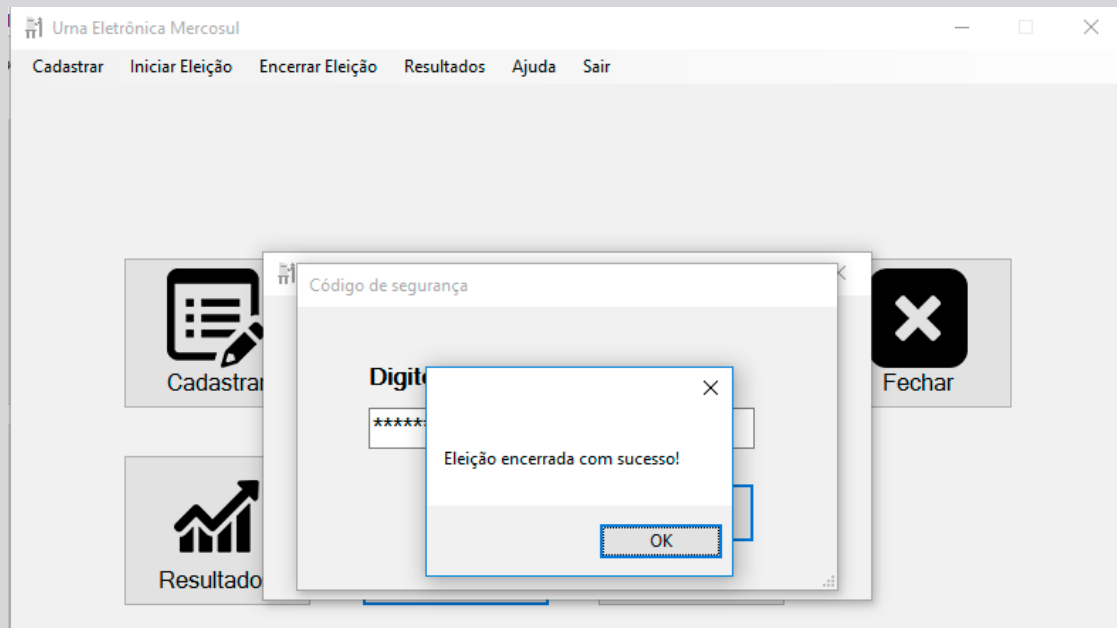 Urna Eletrônica Mercosul
Cadastrar Iniciar Eleição Encerrar Eleição Resultados Ajuda Sair
Código de segurança
Cadastrar
Fechar
******
Eleição encerrada com sucesso!
OK